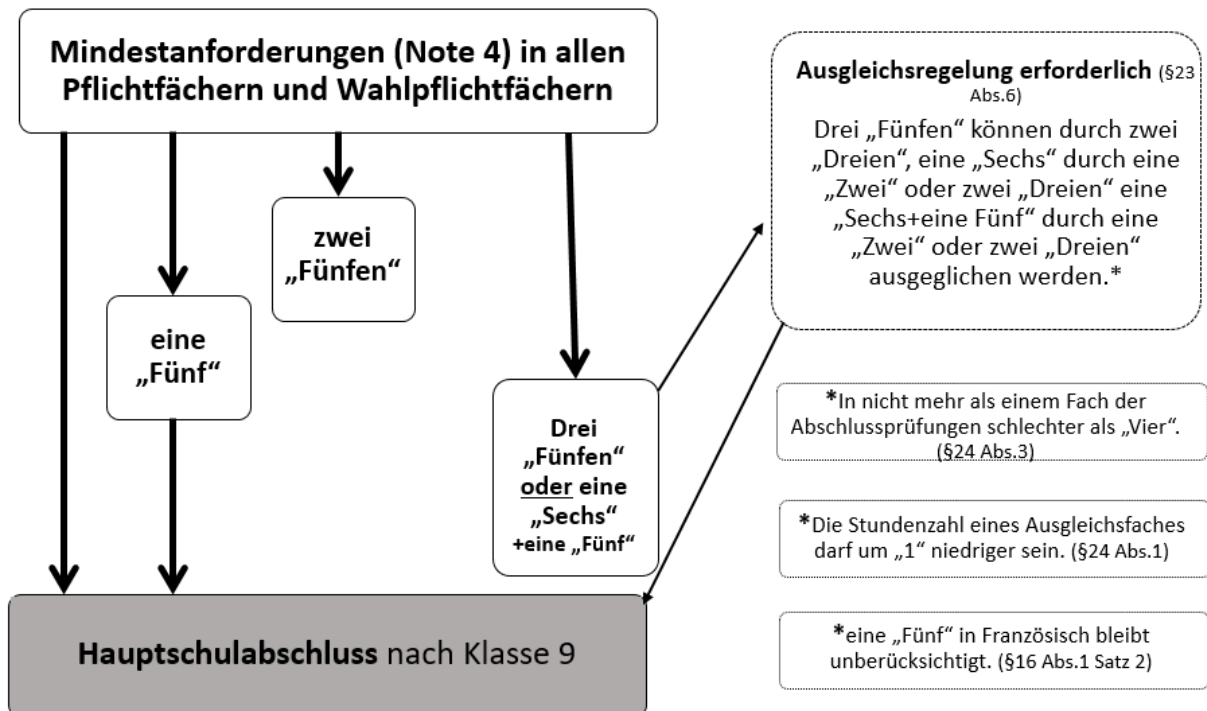 Mindestanforderungen (Note 4) in allen
Pflichtfächern und Wahlpflichtfächern
zwei
„Fünfen“
eine
„Fünf“
Drei
„Fünfen“
oder eine
„Sechs“
+eine „Fünf“
Hauptschulabschluss nach Klasse 9
Ausgleichsregelung erforderlich (§23
Abs.6)
Drei „Fünfen“ können durch zwei
„Dreien“, eine „Sechs“ durch eine
„Zwei“ oder zwei „Dreien“ eine
„Sechs+eine Fünf“ durch eine
„Zwei“ oder zwei „Dreien“
ausgeglichen werden.*
*In nicht mehr als einem Fach der
Abschlussprüfungen schlechter als „Vier“.
(§24 Abs.3)
*Die Stundenzahl eines Ausgleichsfaches
darf um „1“ niedriger sein. (§24 Abs.1)
*eine „Fünf“ in Französisch bleibt
unberücksichtigt. (§16 Abs.1 Satz 2)